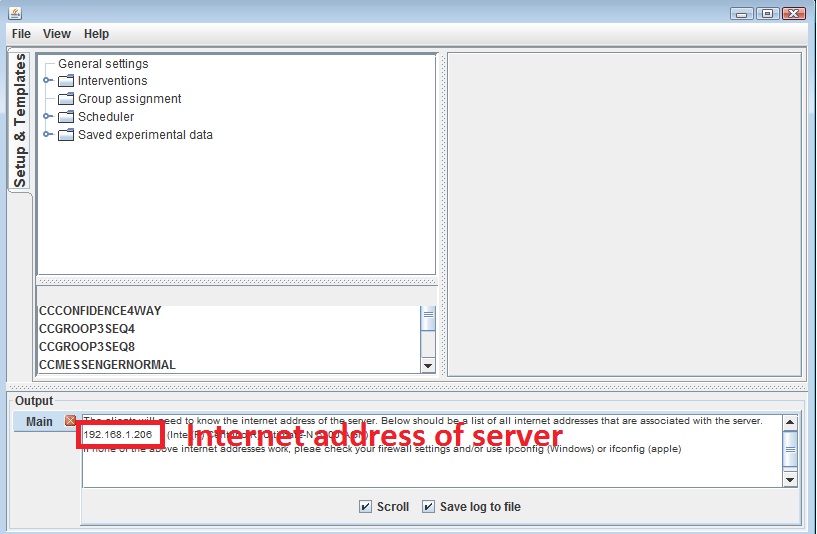 File View Help
Setup & Templates
General settings
Interventions
Group assignment
Scheduler
Saved experimental data
CCCONFIDENCE4WAY
CCGROOP3SEQ4
CCGROOP3SEQ8
CCMESSENGERNORMAL
Output
Main
The clients will need to know the internet address of the server. Below should be a list of all internet addresses that are associated with the server.
192.168.1.206
Internet address of server
If none of the above internet addresses work, pleae check your firewall settings and/or use ipconfig (Windows) or ifconfig (apple)
Scroll Save log to file